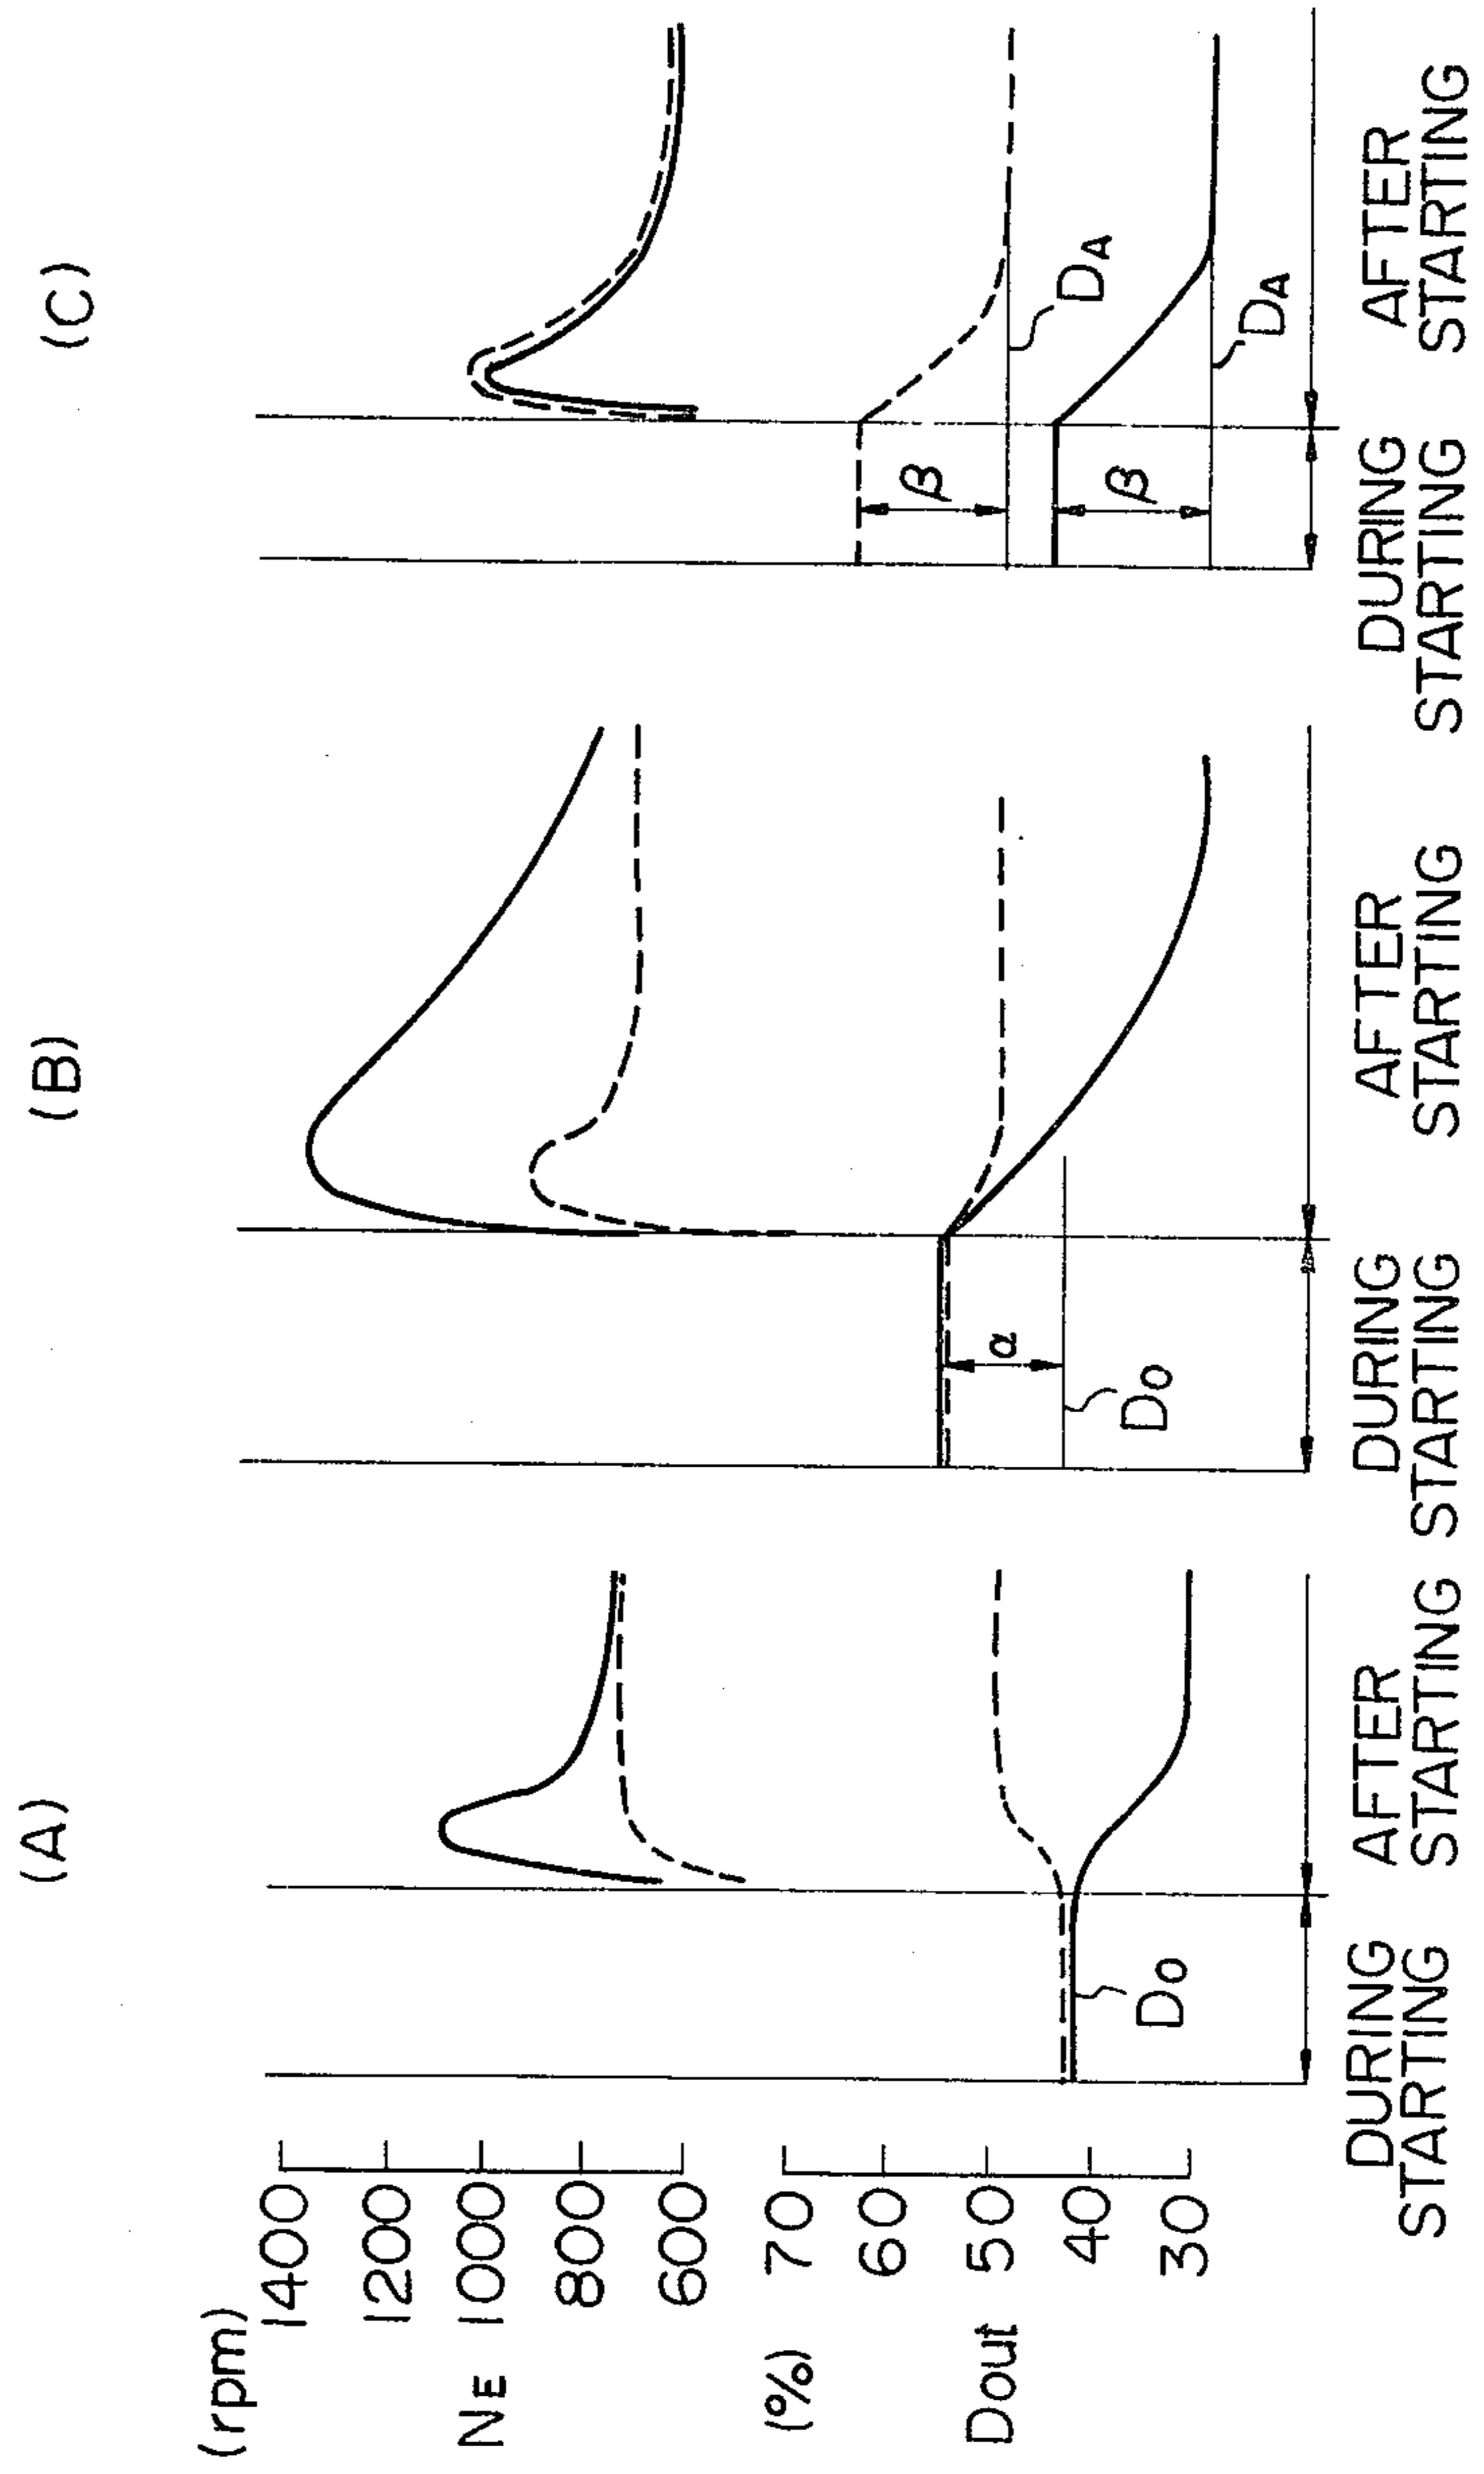 (A)
(B)
(C)
(rpm)
1400
1200
NE 1000
800
600
(%)
70
60
Dout 50
40
30
Do
α
Do
β
DA
β
DA
DURING
STARTING
AFTER
STARTING
DURING
STARTING
AFTER
STARTING
DURING
STARTING
AFTER
STARTING